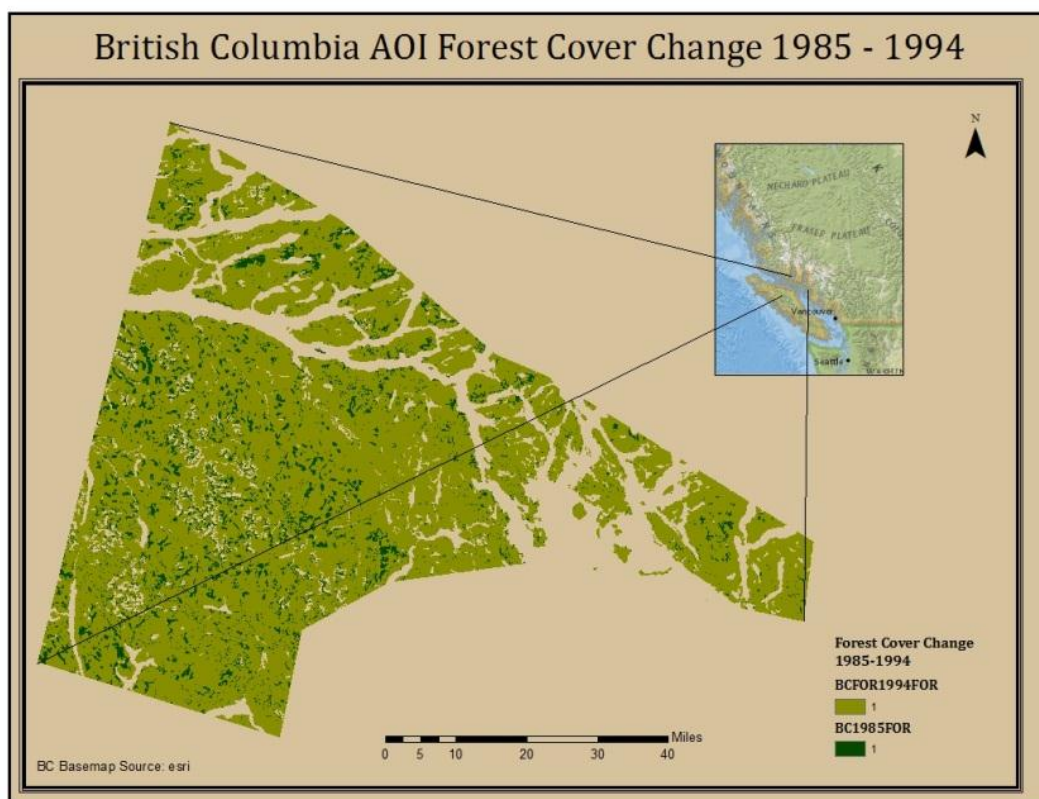 British Columbia AOI Forest Cover Change 1985 - 1994
N
NECHARD PLATEAU
FRASER PLATEAU
Vancouver
Seattle
Forest Cover Change
1985-1994
BCFOR1994FOR
1
BC1985FOR
1
Miles
0 5 10 20 30 40
BC Basemap Source: esri